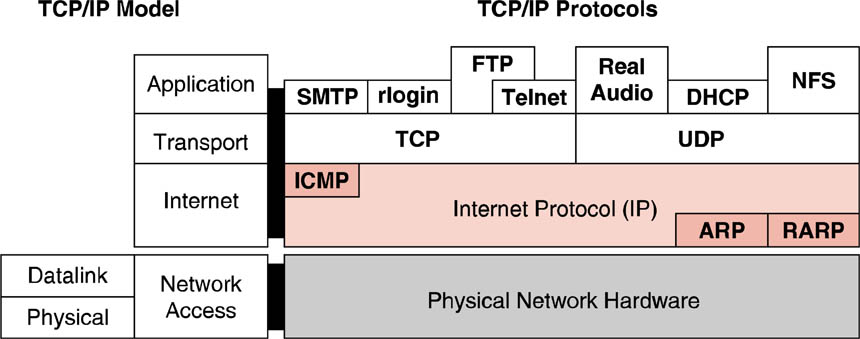 TCP/IP Model
TCP/IP Protocols
Application
SMTP
rlogin
FTP
Telnet
Real
Audio
DHCP
NFS
Transport
TCP
UDP
Internet
ICMP
Internet Protocol (IP)
ARP
RARP
Datalink
Physical
Network
Access
Physical Network Hardware